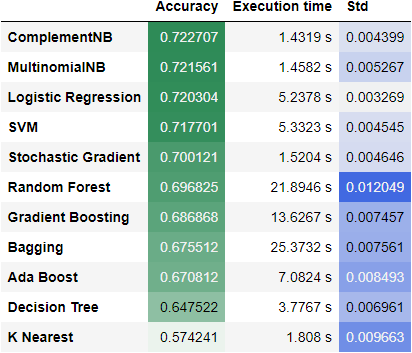 Accuracy Execution time Std
ComplementNB 0.722707 1.4319 s 0.004399
MultinomialNB 0.721561 1.4582 s 0.005267
Logistic Regression 0.720304 5.2378 s 0.003269
SVM 0.717701 5.3323 s 0.004545
Stochastic Gradient 0.700121 1.5204 s 0.004646
Random Forest 0.696825 21.8946 s 0.012049
Gradient Boosting 0.686868 13.6267 s 0.007457
Bagging 0.675512 25.3732 s 0.007561
Ada Boost 0.670812 7.0824 s 0.008493
Decision Tree 0.647522 3.7767 s 0.006961
K Nearest 0.574241 1.808 s 0.009663